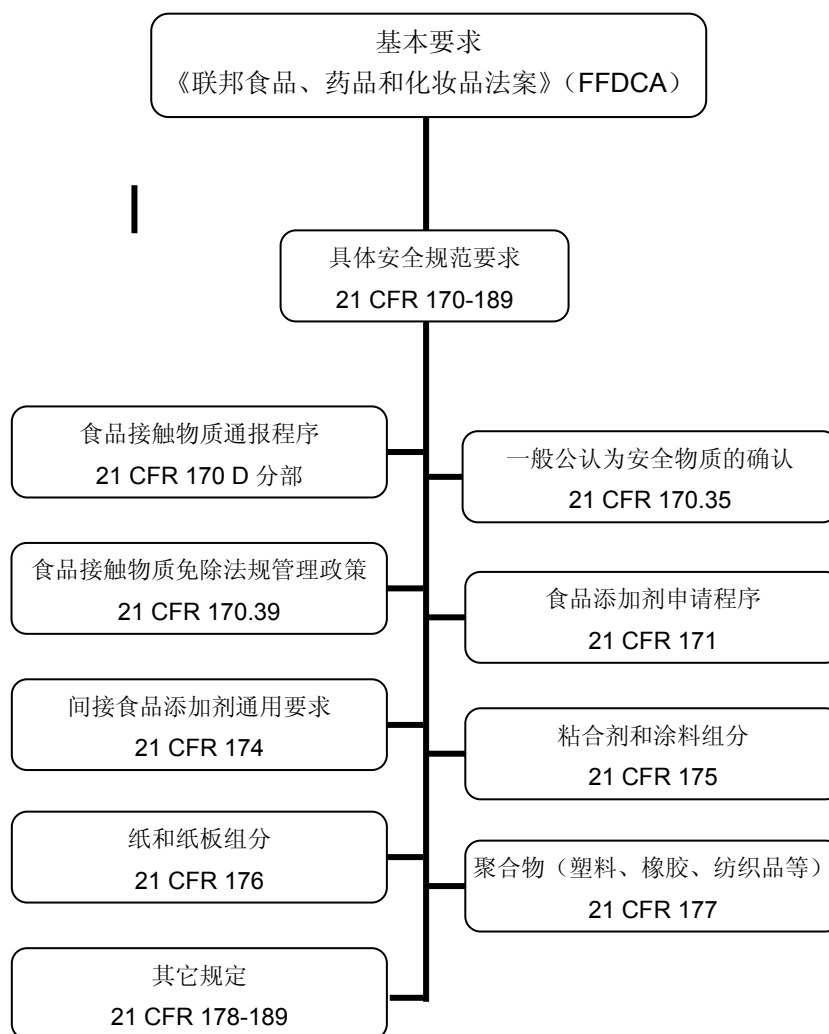 基本要求
《联邦食品、药品和化妆品法案》（FFDCA）
具体安全规范要求
21 CFR 170-189
食品接触物质通报程序
21 CFR 170 D 分部
一般公认为安全物质的确认
21 CFR 170.35
食品接触物质免除法规管理政策
21 CFR 170.39
食品添加剂申请程序
21 CFR 171
间接食品添加剂通用要求
21 CFR 174
粘合剂和涂料组分
21 CFR 175
纸和纸板组分
21 CFR 176
聚合物（塑料、橡胶、纺织品等）
21 CFR 177
其它规定
21 CFR 178-189